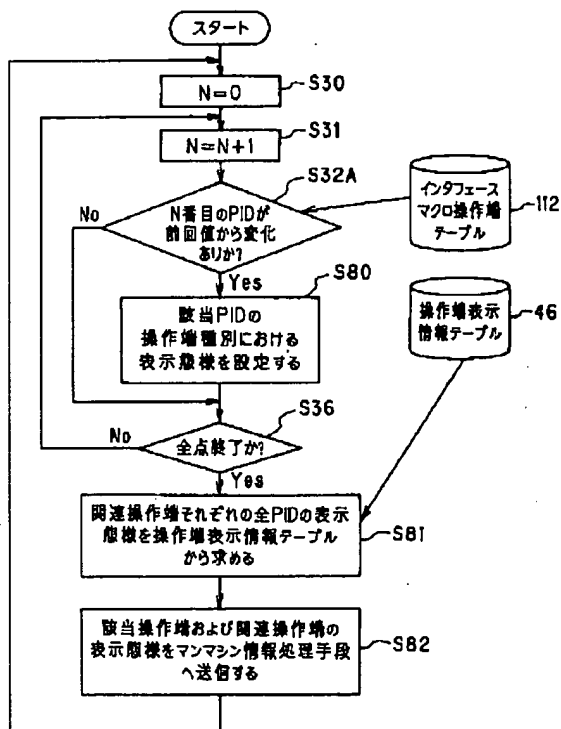 スタート
N=0
S30
N=N+1
S31
S32A
N番目のPIDが
前回値から変化
ありか?
No
Yes
インタフェース
マクロ操作端
テーブル
112
S80
該当PIDの
操作端種別における
表示態様を設定する
操作端表示
情報テーブル
46
S36
全点終了か?
No
Yes
関連操作端それぞれの全PIDの表示
態様を操作端表示情報テーブル
から求める
S81
該当操作端および関連操作端の
表示態様をマンマシン情報処理手段
へ送信する
S82